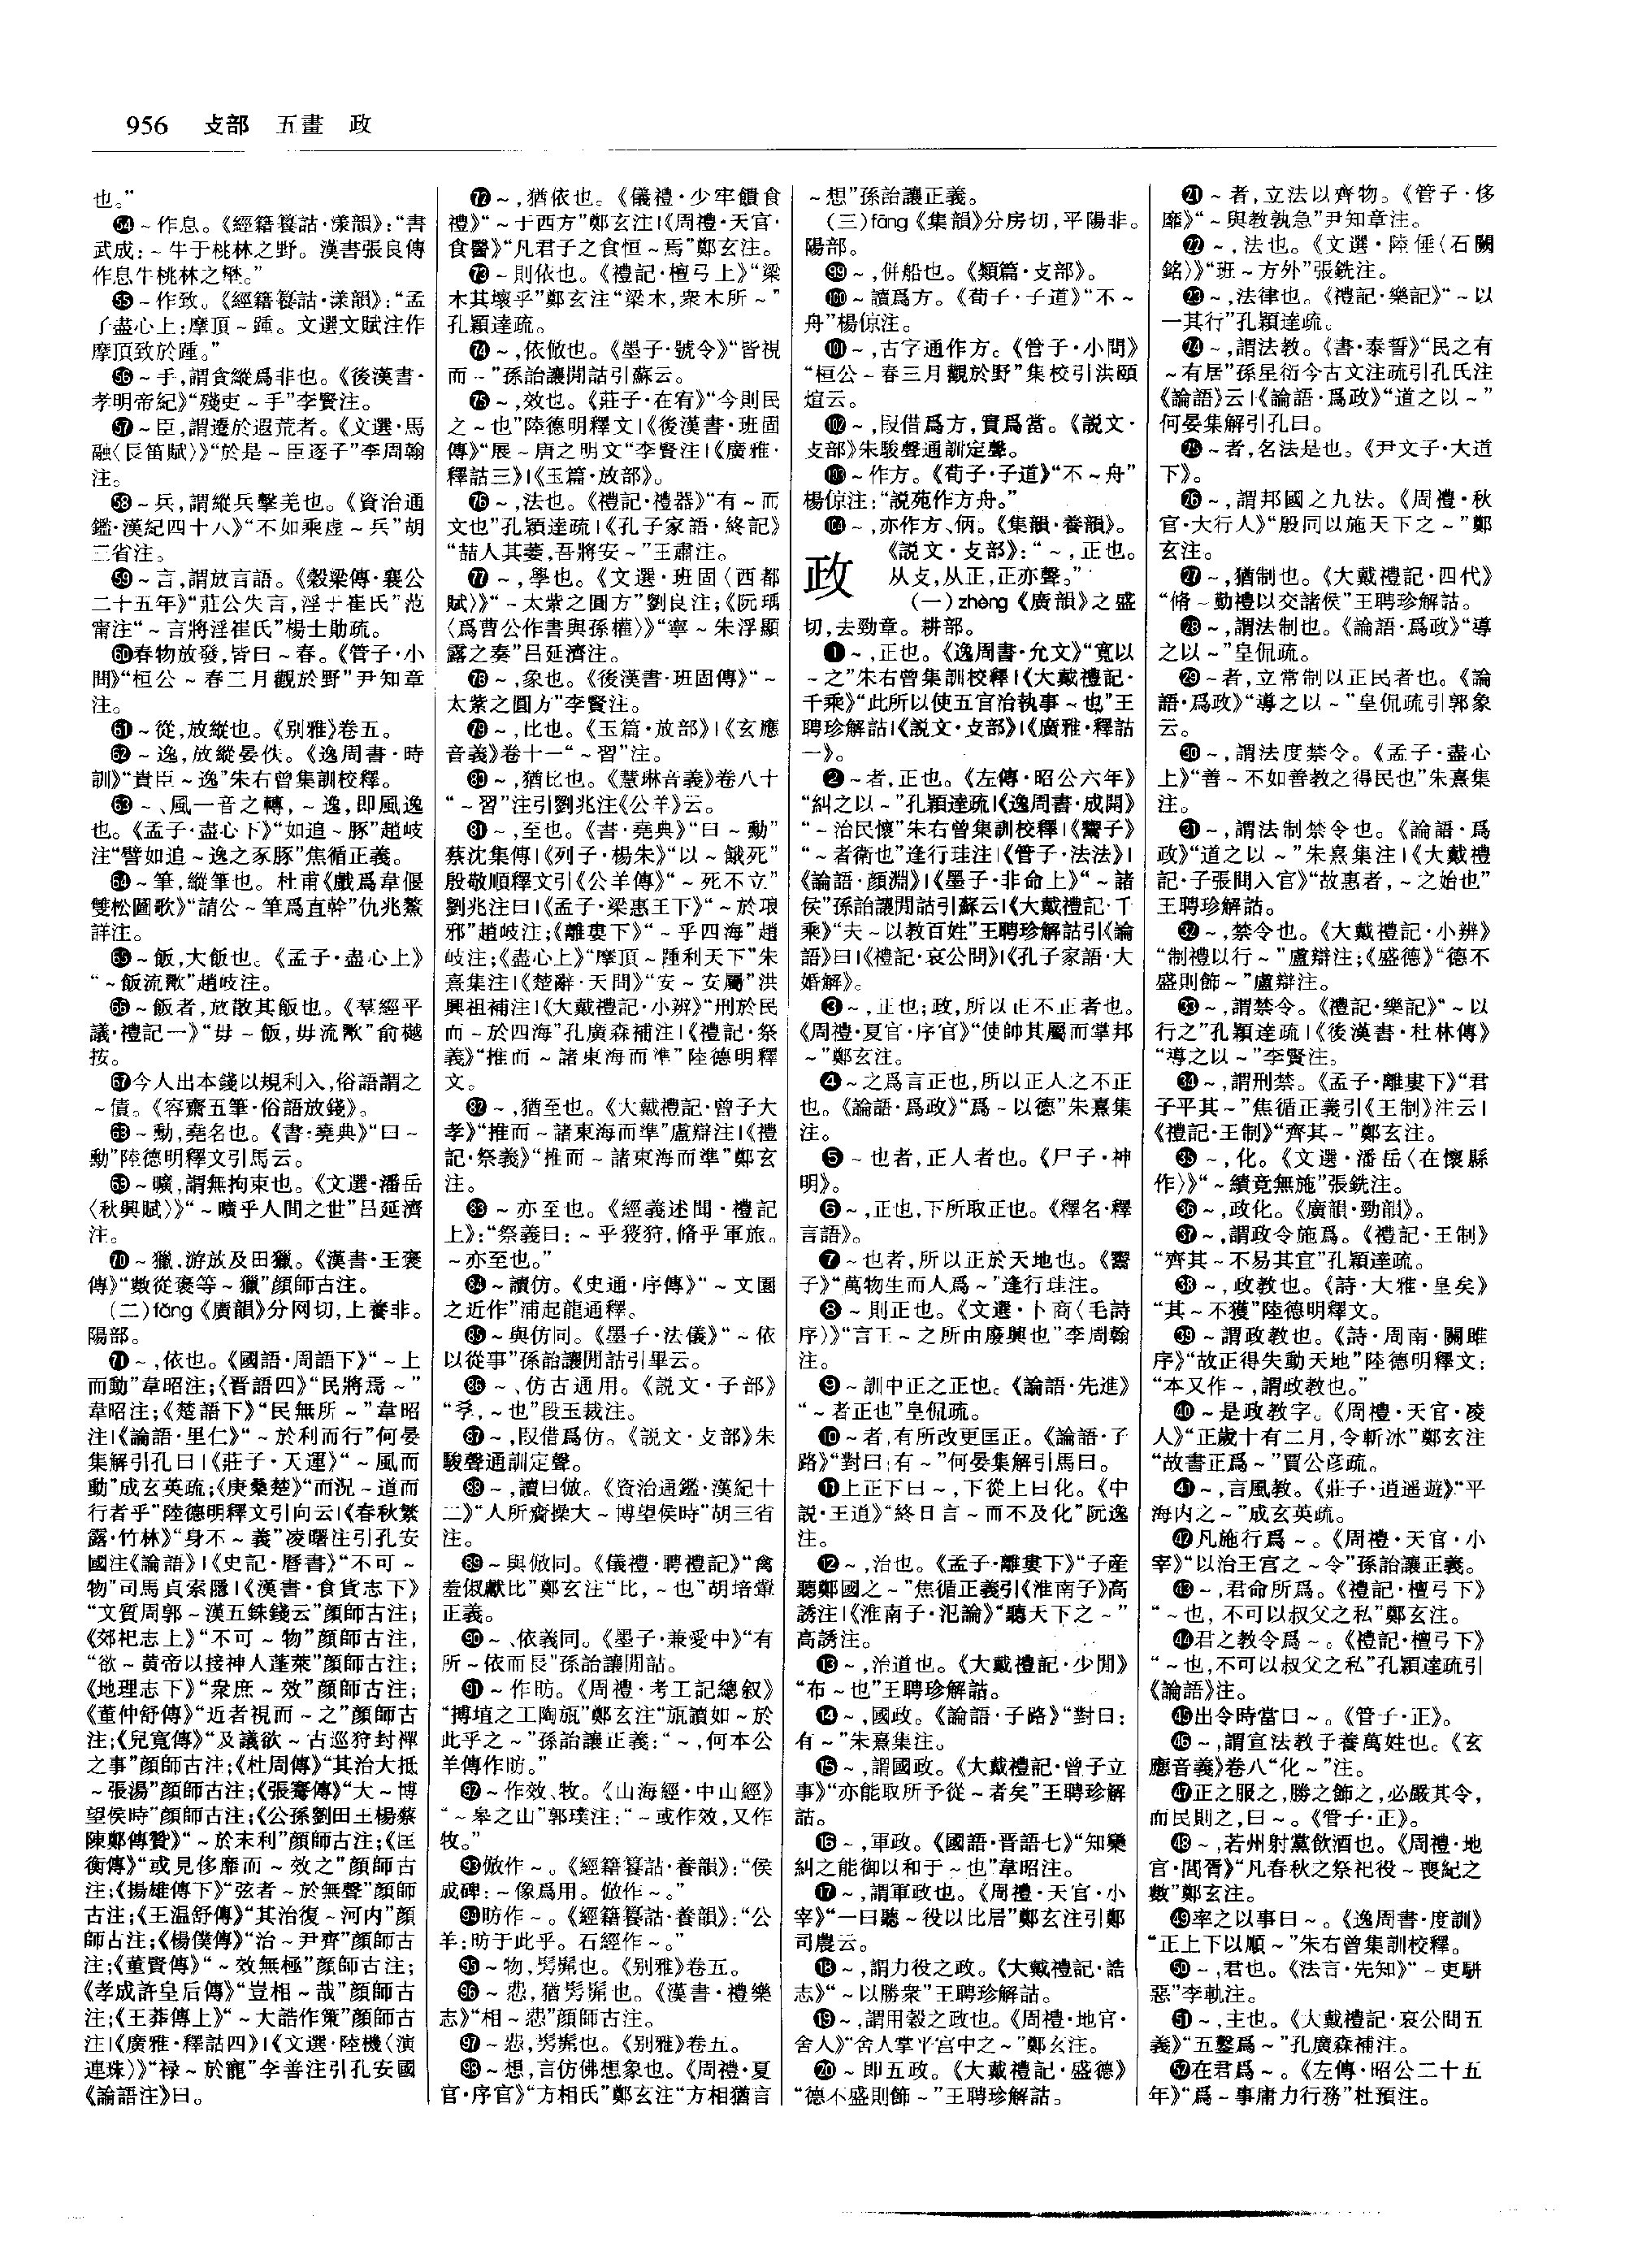 956 攴部 五畫 政
也。”
54～作息。《經籍籑詁·漾韻》：“書
武成：～牛于桃林之野。漢書張良傳
作息牛桃林之壄。”
55～作致。《經籍籑詁·漾韻》：“孟
子盡心上：摩頂～踵。文選文賦注作
摩頂致於踵。”
56～手，謂貪縱爲非也。《後漢書·
孝明帝紀》“殘吏～手”李賢注。
57～臣，謂遷於遐荒者。《文選·馬
融〈長笛賦〉》“於是～臣逐子”李周翰
注。
58～兵，謂縱兵擊羌也。《資治通
鑑·漢紀四十八》“不如乘虛～兵”胡
三省注。
59～言，謂放言語。《穀梁傳·襄公
二十五年》“莊公失言，淫于崔氏”范
甯注“～言將淫崔氏”楊士勛疏。
60春物放發，皆曰～春。《管子·小
問》“桓公～春三月觀於野”尹知章
注。
61～從，放縱也。《别雅》卷五。
62～逸，放縱晏佚。《逸周書·時
訓》“貴臣～逸”朱右曾集訓校釋。
63～、風一音之轉，～逸，即風逸
也。《孟子·盡心下》“如追～豚”趙岐
注“譬如追～逸之豕豚”焦循正義。
64～筆，縱筆也。杜甫《戲爲韋偃
雙松圖歌》“請公～筆爲直幹”仇兆鰲
詳注。
65～飯，大飯也。《孟子·盡心上》
“～飯流歠”趙岐注。
66～飯者，放散其飯也。《羣經平
議·禮記一》“毋～飯，毋流歠”俞樾
按。
67今人出本錢以規利入，俗語謂之
～債。《容齋五筆·俗語放錢》。
68～勳，堯名也。《書·堯典》“曰～
勳”陸德明釋文引馬云。
69～曠，謂無拘束也。《文選·潘岳
〈秋興賦〉》“～曠乎人間之世”吕延濟
注。
70～獵，游放及田獵。《漢書·王褒
傳》“數從褒等～獵”顔師古注。
(二)fǎng《廣韻》分网切，上養非。
陽部。
71～，依也。《國語·周語下》“～上
而動”韋昭注；《晋語四》“民將焉～”
韋昭注；《楚語下》“民無所～”韋昭
注|《論語·里仁》“～於利而行”何晏
集解引孔曰|《莊子·天運》“～風而
動”成玄英疏；《庚桑楚》“而況～道而
行者乎”陸德明釋文引向云|《春秋繁
露·竹林》“身不～義”凌曙注引孔安
國注《論語》|《史記·曆書》“不可～
物”司馬貞索隱|《漢書·食貨志下》
“文質周郭～漢五銖錢云”顔師古注；
《郊祀志上》“不可～物”顔師古注，
“欲～黄帝以接神人蓬萊”顔師古注；
《地理志下》“衆庶～效”顔師古注；
《董仲舒傳》“近者視而～之”顔師古
注；《兒寬傳》“及議欲～古巡狩封禪
之事”顔師古注；《杜周傳》“其治大抵
～張湯”顔師古注；《張騫傳》“大～博
望侯時”顔師古注；《公孫劉田王楊蔡
陳鄭傳贊》“～於末利”顔師古注；《匡
衡傳》“或見侈靡而～效之”顔師古
注；《揚雄傳下》“弦者～於無聲”顔師
古注；《王温舒傳》“其治復～河内”顔
師古注；《楊僕傳》“治～尹齊”顔師古
注；《董賢傳》“～效無極”顔師古注；
《孝成許皇后傳》“豈相～哉”顔師古
注；《王莽傳上》“～大誥作策”顔師古
注|《廣雅·釋詁四》|《文選·陸機〈演
連珠〉》“禄～於寵”李善注引孔安國
《論語注》曰。
72～，猶依也。《儀禮·少牢饋食
禮》“～于西方”鄭玄注|《周禮·天官·
食醫》“凡君子之食恒～焉”鄭玄注。
73～則依也。《禮記·檀弓上》“梁
木其壞乎”鄭玄注“梁木，衆木所～”
孔穎達疏。
74～，依倣也。《墨子·號令》“皆視
而～”孫詒讓閒詁引蘇云。
75～，效也。《莊子·在宥》“今則民
之～也”陸德明釋文|《後漢書·班固
傳》“展～唐之明文”李賢注|《廣雅·
釋詁三》|《玉篇·放部》。
76～，法也。《禮記·禮器》“有～而
文也”孔穎達疏|《孔子家語·終記》
“喆人其萎，吾將安～”王肅注。
77～，學也。《文選·班固〈西都
賦〉》“～太紫之圓方”劉良注；《阮瑀
〈爲曹公作書與孫權〉》“寧～朱浮顯
露之奏”吕延濟注。
78～，象也。《後漢書·班固傳》“～
太紫之圓方”李賢注。
79～，比也。《玉篇·放部》|《玄應
音義》卷十一“～習”注。
80～，猶比也。《慧琳音義》卷八十
“～習”注引劉兆注《公羊》云。
81～，至也。《書·堯典》“曰～勳”
蔡沈集傳|《列子·楊朱》“以～餓死”
殷敬順釋文引《公羊傳》“～死不立”
劉兆注曰|《孟子·梁惠王下》“～於琅
邪”趙岐注；《離婁下》“～乎四海”趙
岐注；《盡心上》“摩頂～踵利天下”朱
熹集注|《楚辭·天問》“安～安屬”洪
興祖補注|《大戴禮記·小辨》“刑於民
而～於四海”孔廣森補注|《禮記·祭
義》“推而～諸東海而準”陸德明釋
文。
82～，猶至也。《大戴禮記·曾子大
孝》“推而～諸東海而準”盧辯注|《禮
記·祭義》“推而～諸東海而準”鄭玄
注。
83～亦至也。《經義述聞·禮記
上》：“祭義曰：～乎獀狩，脩乎軍旅。
～亦至也。”
84～讀仿。《史通·序傳》“～文園
之近作”浦起龍通釋。
85～與仿同。《墨子·法儀》“～依
以從事”孫詒讓閒詁引畢云。
86～、仿古通用。《説文·子部》
“孝，～也”段玉裁注。
87～，叚借爲仿。《説文·攴部》朱
駿聲通訓定聲。
88～，讀曰倣。《資治通鑑·漢紀十
二》“人所齎操大～博望侯時”胡三省
注。
89～與倣同。《儀禮·聘禮記》“禽
羞俶獻比”鄭玄注“比，～也”胡培翬
正義。
90～、依義同。《墨子·兼愛中》“有
所～依而長”孫詒讓閒詁。
91～作昉。《周禮·考工記總叙》
“搏埴之工陶瓬”鄭玄注“瓬讀如～於
此乎之～”孫詒讓正義：“～，何本公
羊傳作昉。”
92～作效、牧。《山海經·中山經》
“～皋之山”郭璞注：“～或作效，又作
牧。”
93倣作～。《經籍籑詁·養韻》：“侯
成碑：～像爲用。倣作～。”
94昉作～。《經籍籑詁·養韻》：“公
羊：昉于此乎。石經作～。”
95～物，髣髴也。《别雅》卷五。
96～悲，猶髣髴也。《漢書·禮樂
志》“相～悲”顔師古注。
97～悲，髣髴也。《别雅》卷五。
98～想，言仿佛想象也。《周禮·夏
官·序官》“方相氏”鄭玄注“方相猶言
～想”孫詒讓正義。
(三)fāng《集韻》分房切，平陽非。
陽部。
99～，併船也。《類篇·攴部》。
100～讀爲方。《荀子·子道》“不～
舟”楊倞注。
101～，古字通作方。《管子·小問》
“桓公～春三月觀於野”集校引洪頤
煊云。
102～，叚借爲方，實爲當。《説文·
攴部》朱駿聲通訓定聲。
103～作方。《荀子·子道》“不～舟”
楊倞注：“説苑作方舟。”
104～，亦作方、仿。《集韻·養韻》。
政 《説文·攴部》：“～，正也。
从攴，从正，正亦聲。”
(一)zhèng《廣韻》之盛
切，去勁章。耕部。
1～，正也。《逸周書·允文》“寬以
～之”朱右曾集訓校釋|《大戴禮記·
千乘》“此所以使五官治執事～也”王
聘珍解詁|《説文·攴部》|《廣雅·釋詁
一》。
2～者，正也。《左傳·昭公六年》
“糾之以～”孔穎達疏|《逸周書·成開》
“～治民懷”朱右曾集訓校釋|《鬻子》
“～者衛也”逢行珪注|《管子·法法》|
《論語·顔淵》|《墨子·非命上》“～諸
侯”孫詒讓閒詁引蘇云|《大戴禮記·千
乘》“夫～以教百姓”王聘珍解詁引《論
語》曰|《禮記·哀公問》|《孔子家語·大
婚解》。
3～，正也；政，所以正不正者也。
《周禮·夏官·序官》“使帥其屬而掌邦
～”鄭玄注。
4～之爲言正也，所以正人之不正
也。《論語·爲政》“爲～以德”朱熹集
注。
5～也者，正人者也。《尸子·神
明》。
6～，正也，下所取正也。《釋名·釋
言語》。
7～也者，所以正於天地也。《鬻
子》“萬物生而人爲～”逢行珪注。
8～則正也。《文選·卜商〈毛詩
序〉》“言王～之所由廢興也”李周翰
注。
9～訓中正之正也。《論語·先進》
“～者正也”皇侃疏。
10～者，有所改更匡正。《論語·子
路》“對曰：有～”何晏集解引馬曰。
11上正下曰～，下從上曰化。《中
説·王道》“終日言～而不及化”阮逸
注。
12～，治也。《孟子·離婁下》“子産
聽鄭國之～”焦循正義引《淮南子》高
誘注|《淮南子·氾論》“聽天下之～”
高誘注。
13～，治道也。《大戴禮記·少閒》
“布～也”王聘珍解詁。
14～，國政。《論語·子路》“對曰：
有～”朱熹集注。
15～，謂國政。《大戴禮記·曾子立
事》“亦能取所予從～者矣”王聘珍解
詁。
16～，軍政。《國語·晋語七》“知欒
糾之能御以和于～也”韋昭注。
17～，謂軍政也。《周禮·天官·小
宰》“一曰聽～役以比居”鄭玄注引鄭
司農云。
18～，謂力役之政。《大戴禮記·誥
志》“～以勝衆”王聘珍解詁。
19～，謂用穀之政也。《周禮·地官·
舍人》“舍人掌平宫中之～”鄭玄注。
20～即五政。《大戴禮記·盛德》
“德不盛則飾～”王聘珍解詁。
21～者，立法以齊物。《管子·侈
靡》“～與教孰急”尹知章注。
22～，法也。《文選·陸倕〈石闕
銘〉》“班～方外”張銑注。
23～，法律也。《禮記·樂記》“～以
一其行”孔穎達疏。
24～，謂法教。《書·泰誓》“民之有
～有居”孫星衍今古文注疏引孔氏注
《論語》云|《論語·爲政》“道之以～”
何晏集解引孔曰。
25～者，名法是也。《尹文子·大道
下》。
26～，謂邦國之九法。《周禮·秋
官·大行人》“殷同以施天下之～”鄭
玄注。
27～，猶制也。《大戴禮記·四代》
“脩～勤禮以交諸侯”王聘珍解詁。
28～，謂法制也。《論語·爲政》“導
之以～”皇侃疏。
29～者，立常制以正民者也。《論
語·爲政》“導之以～”皇侃疏引郭象
云。
30～，謂法度禁令。《孟子·盡心
上》“善～不如善教之得民也”朱熹集
注。
31～，謂法制禁令也。《論語·爲
政》“道之以～”朱熹集注|《大戴禮
記·子張問入官》“故惠者，～之始也”
王聘珍解詁。
32～，禁令也。《大戴禮記·小辨》
“制禮以行～”盧辯注；《盛德》“德不
盛則飾～”盧辯注。
33～，謂禁令。《禮記·樂記》“～以
行之”孔穎達疏|《後漢書·杜林傳》
“導之以～”李賢注。
34～，謂刑禁。《孟子·離婁下》“君
子平其～”焦循正義引《王制》注云|
《禮記·王制》“齊其～”鄭玄注。
35～，化。《文選·潘岳〈在懷縣
作〉》“～績竟無施”張銑注。
36～，政化。《廣韻·勁韻》。
37～，謂政令施爲。《禮記·王制》
“齊其～不易其宜”孔穎達疏。
38～，政教也。《詩·大雅·皇矣》
“其～不獲”陸德明釋文。
39～謂政教也。《詩·周南·關雎
序》“故正得失動天地”陸德明釋文：
“本又作～，謂政教也。”
40～是政教字。《周禮·天官·凌
人》“正歲十有二月，令斬冰”鄭玄注
“故書正爲～”賈公彦疏。
41～，言風教。《莊子·逍遥遊》“平
海内之～”成玄英疏。
42凡施行爲～。《周禮·天官·小
宰》“以治王宫之～令”孫詒讓正義。
43～，君命所爲。《禮記·檀弓下》
“～也，不可以叔父之私”鄭玄注。
44君之教令爲～。《禮記·檀弓下》
“～也，不可以叔父之私”孔穎達疏引
《論語》注。
45出令時當曰～。《管子·正》。
46～，謂宣法教子養萬姓也。《玄
應音義》卷八“化～”注。
47正之服之，勝之飾之，必嚴其令，
而民則之，曰～。《管子·正》。
48～，若州射黨飲酒也。《周禮·地
官·閭胥》“凡春秋之祭祀役～喪紀之
數”鄭玄注。
49率之以事曰～。《逸周書·度訓》
“正上下以順～”朱右曾集訓校釋。
50～，君也。《法言·先知》“～吏駢
惡”李軌注。
51～，主也。《大戴禮記·哀公問五
義》“五鑿爲～”孔廣森補注。
52在君爲～。《左傳·昭公二十五
年》“爲～事庸力行務”杜預注。